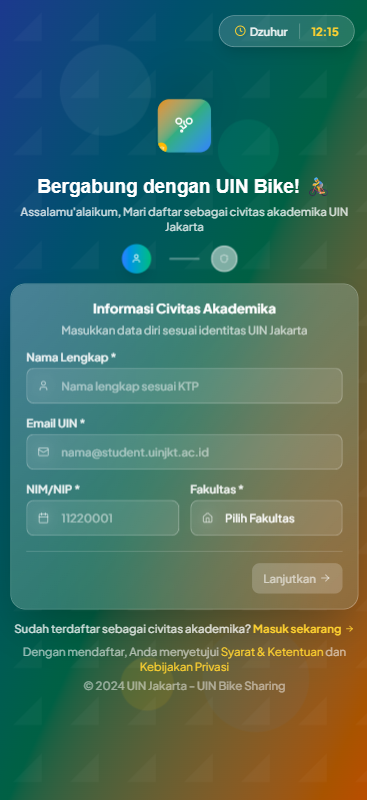 Dzuhur 12:15
Bergabung dengan UIN Bike! 🚴
Assalamu'alaikum, Mari daftar sebagai civitas akademika UIN
Jakarta
Informasi Civitas Akademika
Masukkan data diri sesuai identitas UIN Jakarta
Nama Lengkap *
Nama lengkap sesuai KTP
Email UIN *
nama@student.uinjkt.ac.id
NIM/NIP * Fakultas *
11220001 Pilih Fakultas
Lanjutkan →
Sudah terdaftar sebagai civitas akademika? Masuk sekarang →
Dengan mendaftar, Anda menyetujui Syarat & Ketentuan dan
Kebijakan Privasi
© 2024 UIN Jakarta - UIN Bike Sharing